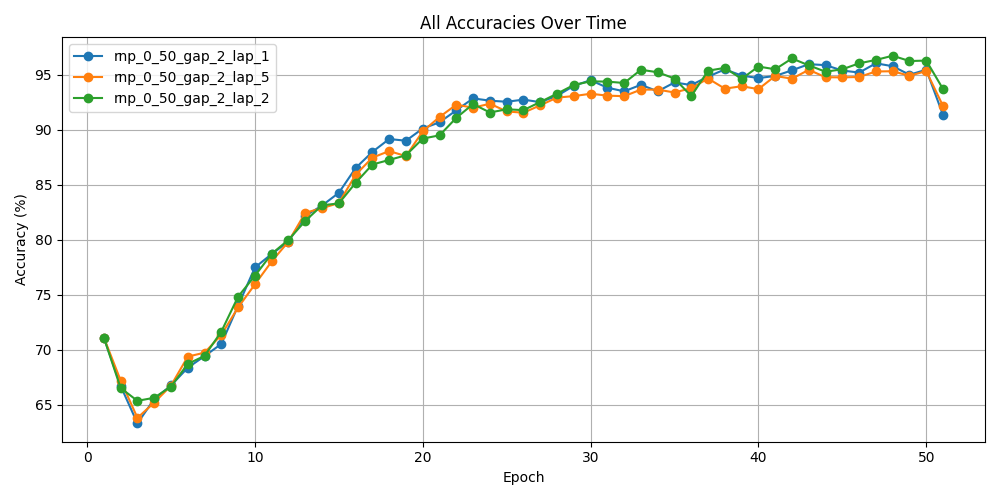 All Accuracies Over Time
rnp_0_50_gap_2_lap_1
rnp_0_50_gap_2_lap_5
rnp_0_50_gap_2_lap_2
Accuracy (%)
95
90
85
80
75
70
65
0 10 20 30 40 50
Epoch